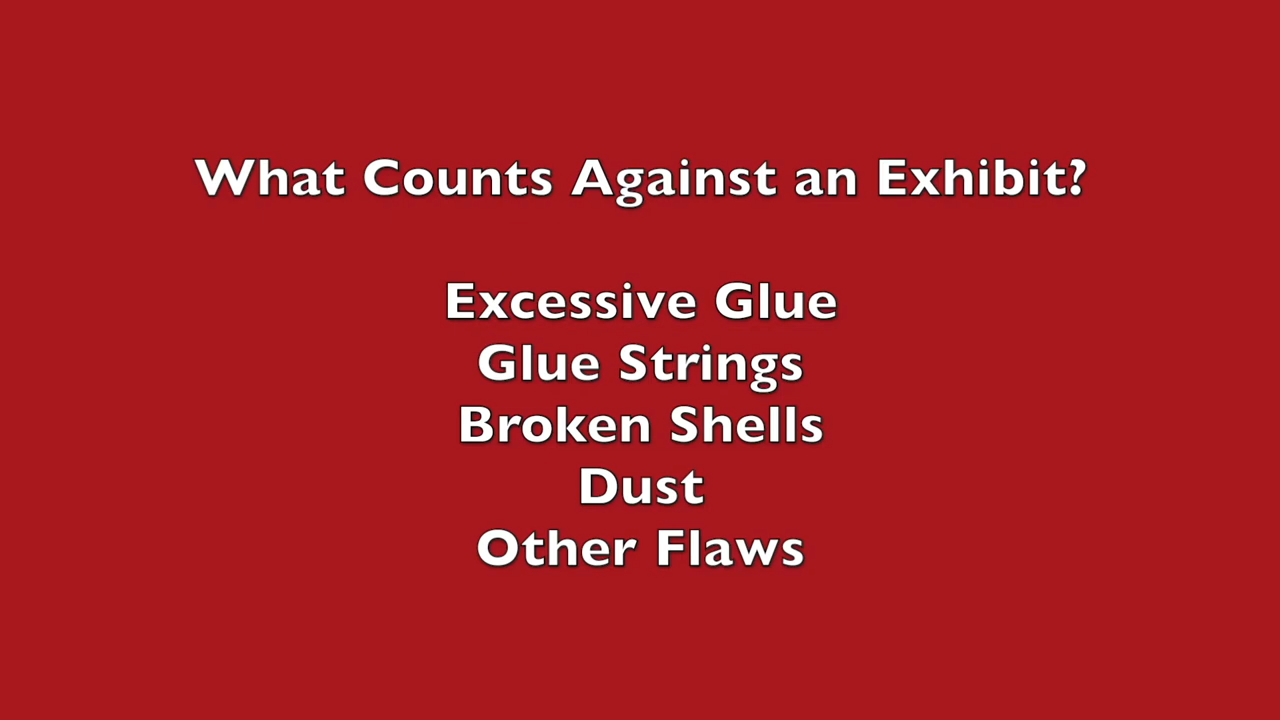 What Counts Against an Exhibit?
Excessive Glue
Glue Strings
Broken Shells
Dust
Other Flaws